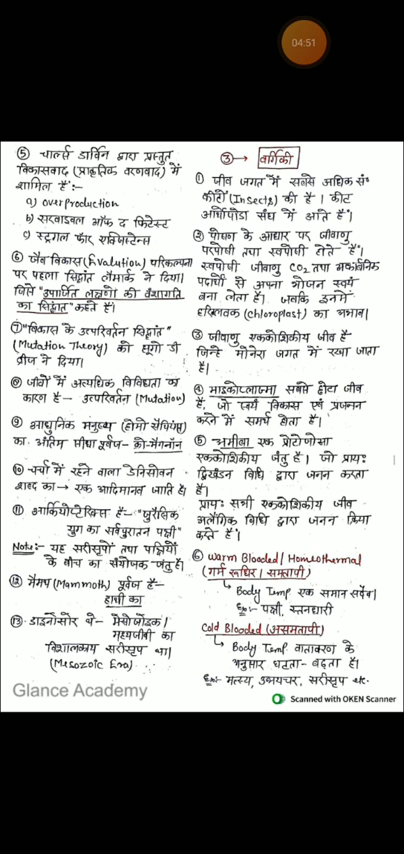 04:51
⑤ चार्ल्स डार्विन द्वारा प्रस्तुत
विकासवाद (प्राकृतिक वरणवाद) में
शामिल हैं:-
a) overproduction
b) सरवाइवल ऑफ द फिटेस्ट
c) स्ट्रगल फॉर एक्जिस्टेन्स
⑥ जैव विकास (Evalution) परिकल्पना
पर पहला सिद्धांत लैमार्क ने दिया।
जिसे "उपार्जित लक्षणों की वंशागति
का सिद्धांत" कहते हैं।
⑦ "विकास के उत्परिवर्तन सिद्धांत"
(Mutation Theory) को ह्यूगो डी
व्रीज ने दिया।
⑧ जीवों में अत्यधिक विविधता का
कारण है- उत्परिवर्तन (Mutation)
⑨ आधुनिक मनुष्य (होमो सेपियंस)
का अंतिम सीधा पूर्वज- क्रो-मैगनॉन
⑩ सर्वा में रहने वाला डेनिसोवन
शब्द का → एक आदिमानव जाति है।
⑪ आर्कियोप्टेरिक्स है- "जुरैसिक
युग का सर्वपुरातन पक्षी"
Note:- यह सरीसृपों तथा पक्षियों
के बीच का संयोजक जंतु है।
⑫ मैमथ (Mammoth) पूर्वज है-
हाथी का
⑬ डाइनोसोर थे- मेसोजोइक।
मध्यजीवी का
विशालकाय सरीसृप था।
(Mesozoic Era)
③→ वर्गिकी
① जीव जगत में सबसे अधिक सं०
कीटों (Insects) की है। कीट
आर्थ्रोपोडा संघ में आते हैं।
② पोषण के आधार पर जीवाणु
परपोषी तथा स्वपोषी होते हैं।
स्वपोषी जीवाणु CO₂ तथा अकार्बनिक
पदार्थों से अपना भोजन स्वयं
बना लेता है। जबकि इनमें
हरितलवक (Chloroplast) का अभाव।
③ जीवाणु एककोशिकीय जीव है
जिन्हें मोनेरा जगत में रखा जाता
है।
④ माइकोप्लाज्मा सबसे छोटा जीव
है, जो स्वयं विकास एवं प्रजनन
करने में समर्थ होता है।
⑤ अमीबा एक प्रोटोजोआ
एककोशिकीय जंतु है। जो प्रायः
द्विखंडन विधि द्वारा जनन करता
है।
प्रायः सभी एककोशिकीय जीव
अलैंगिक विधि द्वारा जनन क्रिया
करते हैं।
⑥ Warm Blooded/Homeothermal
(गर्म रुधिर। समतापी)
↳ Body Temp एक समान सदैव।
Ex:- पक्षी, स्तनधारी
Cold Blooded (असमतापी)
↳ Body Temp वातावरण के
अनुसार घटता-बढ़ता है।
Ex:- मत्स्य, उभयचर, सरीसृप etc.
Glance Academy
Scanned with OKEN Scanner